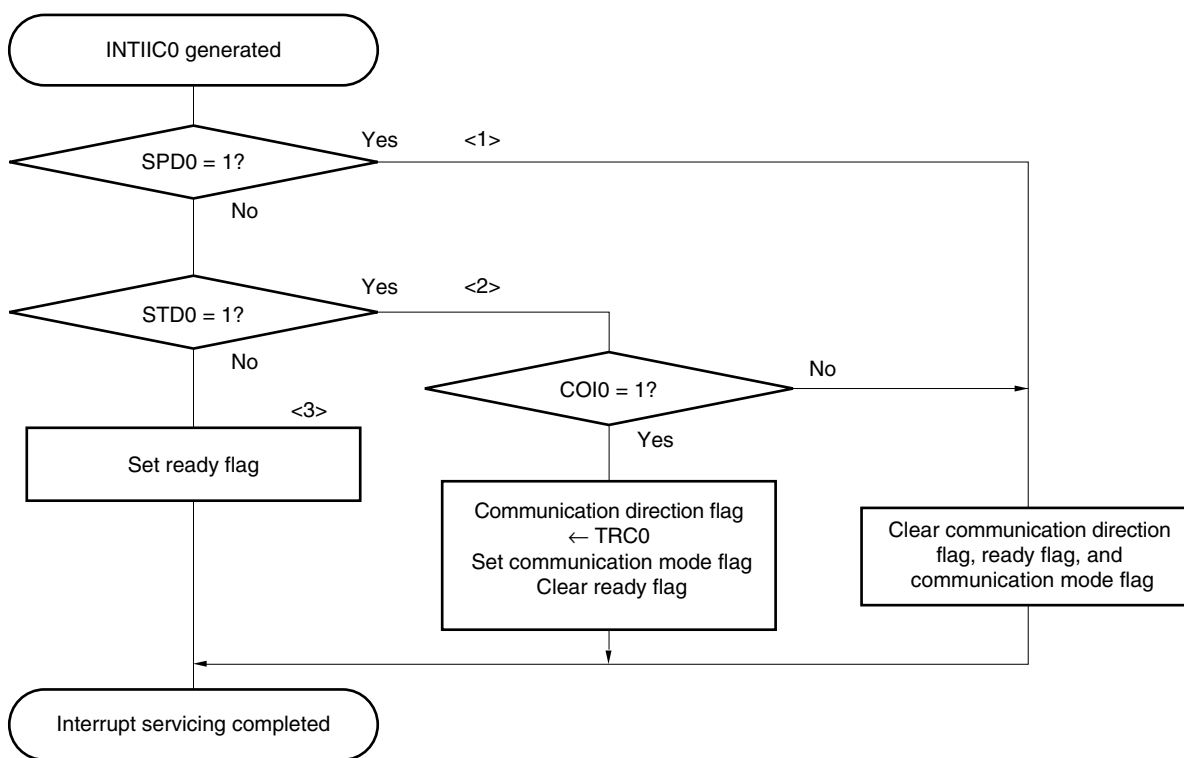 INTIIC0 generated
Yes <1>
SPD0 = 1?
No
Yes <2>
STD0 = 1?
No
COI0 = 1?
No
<3>
Yes
Set ready flag
Communication direction flag
← TRC0
Set communication mode flag
Clear ready flag
Clear communication direction
flag, ready flag, and
communication mode flag
Interrupt servicing completed